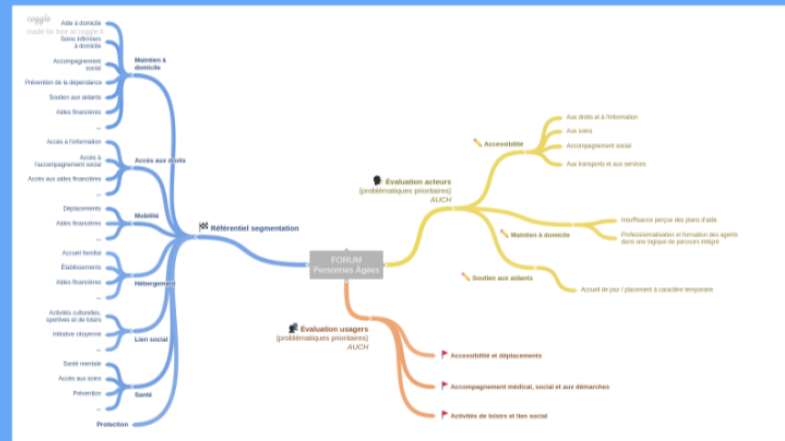 coggle
made for free at coggle.it
Aide à domicile
Soins infirmiers
à domicile
Accompagnement
social
Prévention de la dépendance
Soutien aux aidants
Aides financières
...
Maintien à
domicile
Accès à l'information
Accès à
l'accompagnement social
Accès aux aides financières
...
Accès aux droits
Déplacements
Aides financières
...
Mobilité
Accueil familial
Établissements
Aides financières
...
Hébergement
Activités culturelles,
sportives et de loisirs
Initiative citoyenne
...
Lien social
Santé mentale
Accès aux soins
Prévention
...
Santé
Protection
Référentiel segmentation
FORUM
Personnes Âgées
Évaluation acteurs
(problématiques prioritaires)
AUCH
Accessibilité
Aux droits et à l'information
Aux soins
Accompagnement social
Aux transports et aux services
Maintien à domicile
Insuffisance perçue des plans d'aide
Professionnalisation et formation des agents
dans une logique de parcours intégré
Soutien aux aidants
Accueil de jour / placement à caractère temporaire
Évaluation usagers
(problématiques prioritaires)
AUCH
Accessibilité et déplacements
Accompagnement médical, social et aux démarches
Activités de loisirs et lien social